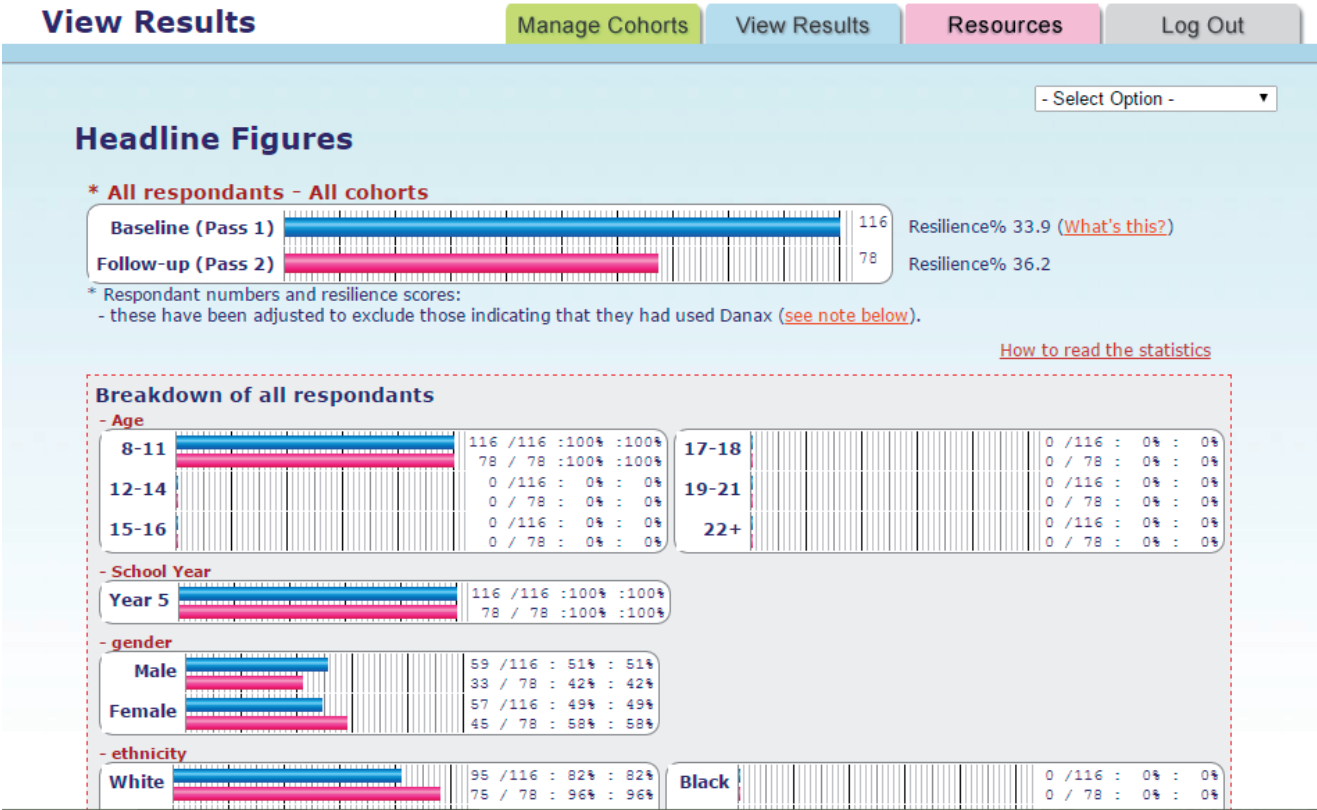 View Results
Manage Cohorts
View Results
Resources
Log Out
- Select Option -
Headline Figures
* All respondants - All cohorts
Baseline (Pass 1) 116 Resilience% 33.9 (What's this?)
Follow-up (Pass 2) 78 Resilience% 36.2
* Respondant numbers and resilience scores:
- these have been adjusted to exclude those indicating that they had used Danax (see note below).
How to read the statistics
Breakdown of all respondants
- Age
8-11 116 /116 :100% :100%
78 / 78 :100% :100%
12-14 0 /116 : 0% : 0%
0 / 78 : 0% : 0%
15-16 0 /116 : 0% : 0%
0 / 78 : 0% : 0%
17-18 0 /116 : 0% : 0%
0 / 78 : 0% : 0%
19-21 0 /116 : 0% : 0%
0 / 78 : 0% : 0%
22+ 0 /116 : 0% : 0%
0 / 78 : 0% : 0%
- School Year
Year 5 116 /116 :100% :100%
78 / 78 :100% :100%
- gender
Male 59 /116 : 51% : 51%
33 / 78 : 42% : 42%
Female 57 /116 : 49% : 49%
45 / 78 : 58% : 58%
- ethnicity
White 95 /116 : 82% : 82%
75 / 78 : 96% : 96%
Black 0 /116 : 0% : 0%
0 / 78 : 0% : 0%